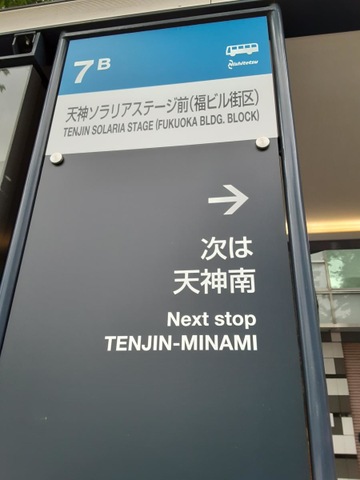 7B
Nishitetsu
天神ソラリアステージ前(福ビル街区)
TENJIN SOLARIA STAGE (FUKUOKA BLDG. BLOCK)
→
次は
天神南
Next stop
TENJIN-MINAMI